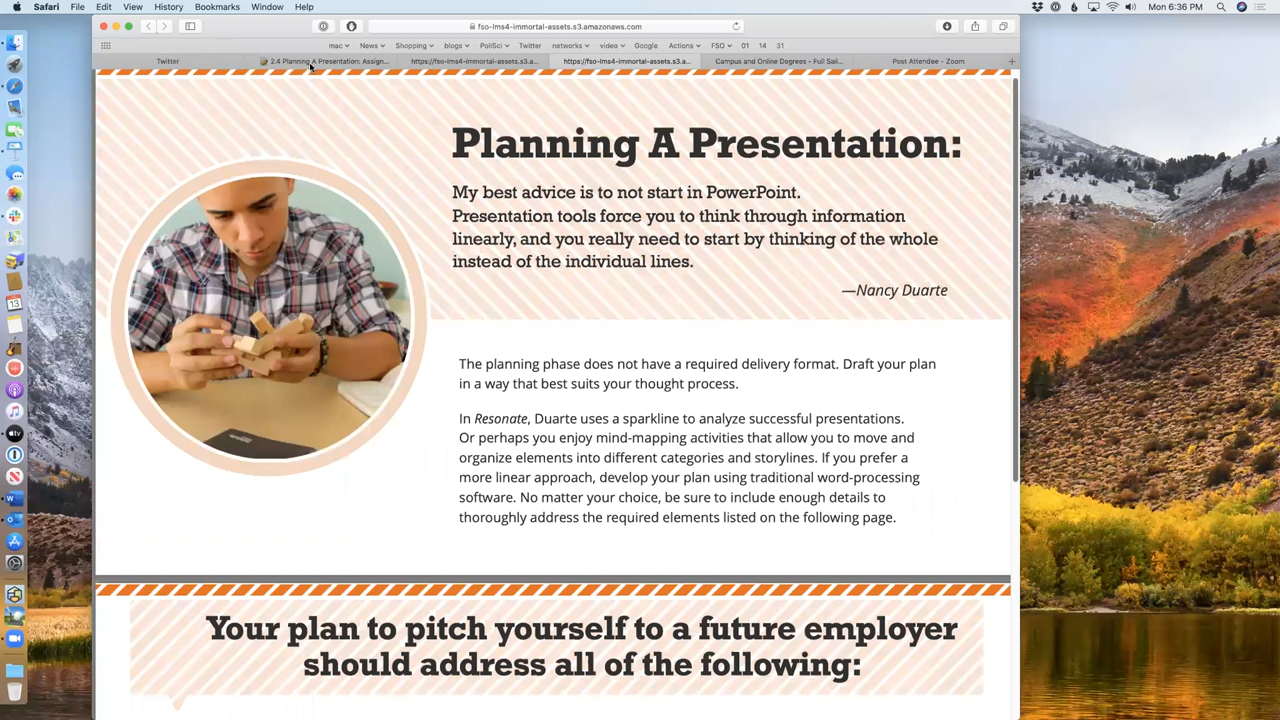 Safari File Edit View History Bookmarks Window Help
Mon 6:36 PM
fso-lms4-immortal-assets.s3.amazonaws.com
mac News Shopping blogs PoliSci Twitter networks video Google Actions FSO 01 14 31
Twitter
2.4 Planning A Presentation: Assign...
https://fso-lms4-immortal-assets.s3.a...
https://fso-lms4-immortal-assets.s3.a...
Campus and Online Degrees - Full Sail...
Post Attendee - Zoom
Planning A Presentation:
My best advice is to not start in PowerPoint.
Presentation tools force you to think through information
linearly, and you really need to start by thinking of the whole
instead of the individual lines.
—Nancy Duarte
The planning phase does not have a required delivery format. Draft your plan
in a way that best suits your thought process.
In Resonate, Duarte uses a sparkline to analyze successful presentations.
Or perhaps you enjoy mind-mapping activities that allow you to move and
organize elements into different categories and storylines. If you prefer a
more linear approach, develop your plan using traditional word-processing
software. No matter your choice, be sure to include enough details to
thoroughly address the required elements listed on the following page.
Your plan to pitch yourself to a future employer
should address all of the following:
13